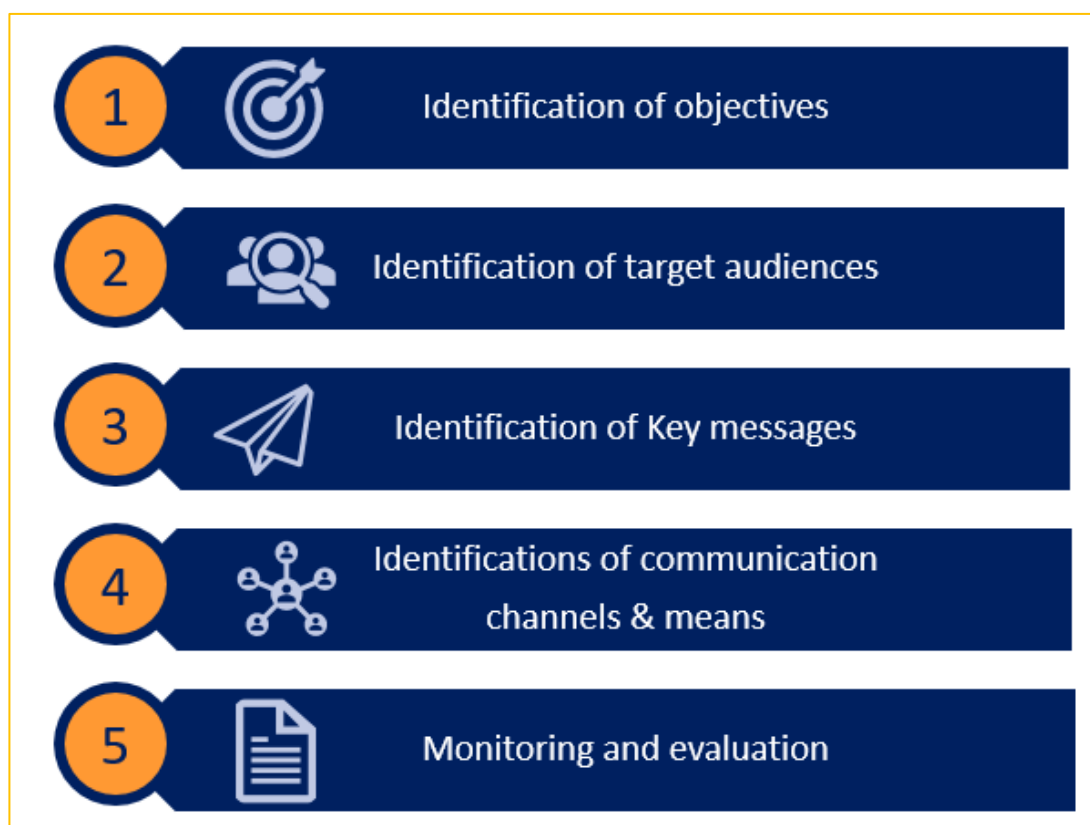 1
Identification of objectives
2
Identification of target audiences
3
Identification of Key messages
4
Identifications of communication
channels & means
5
Monitoring and evaluation